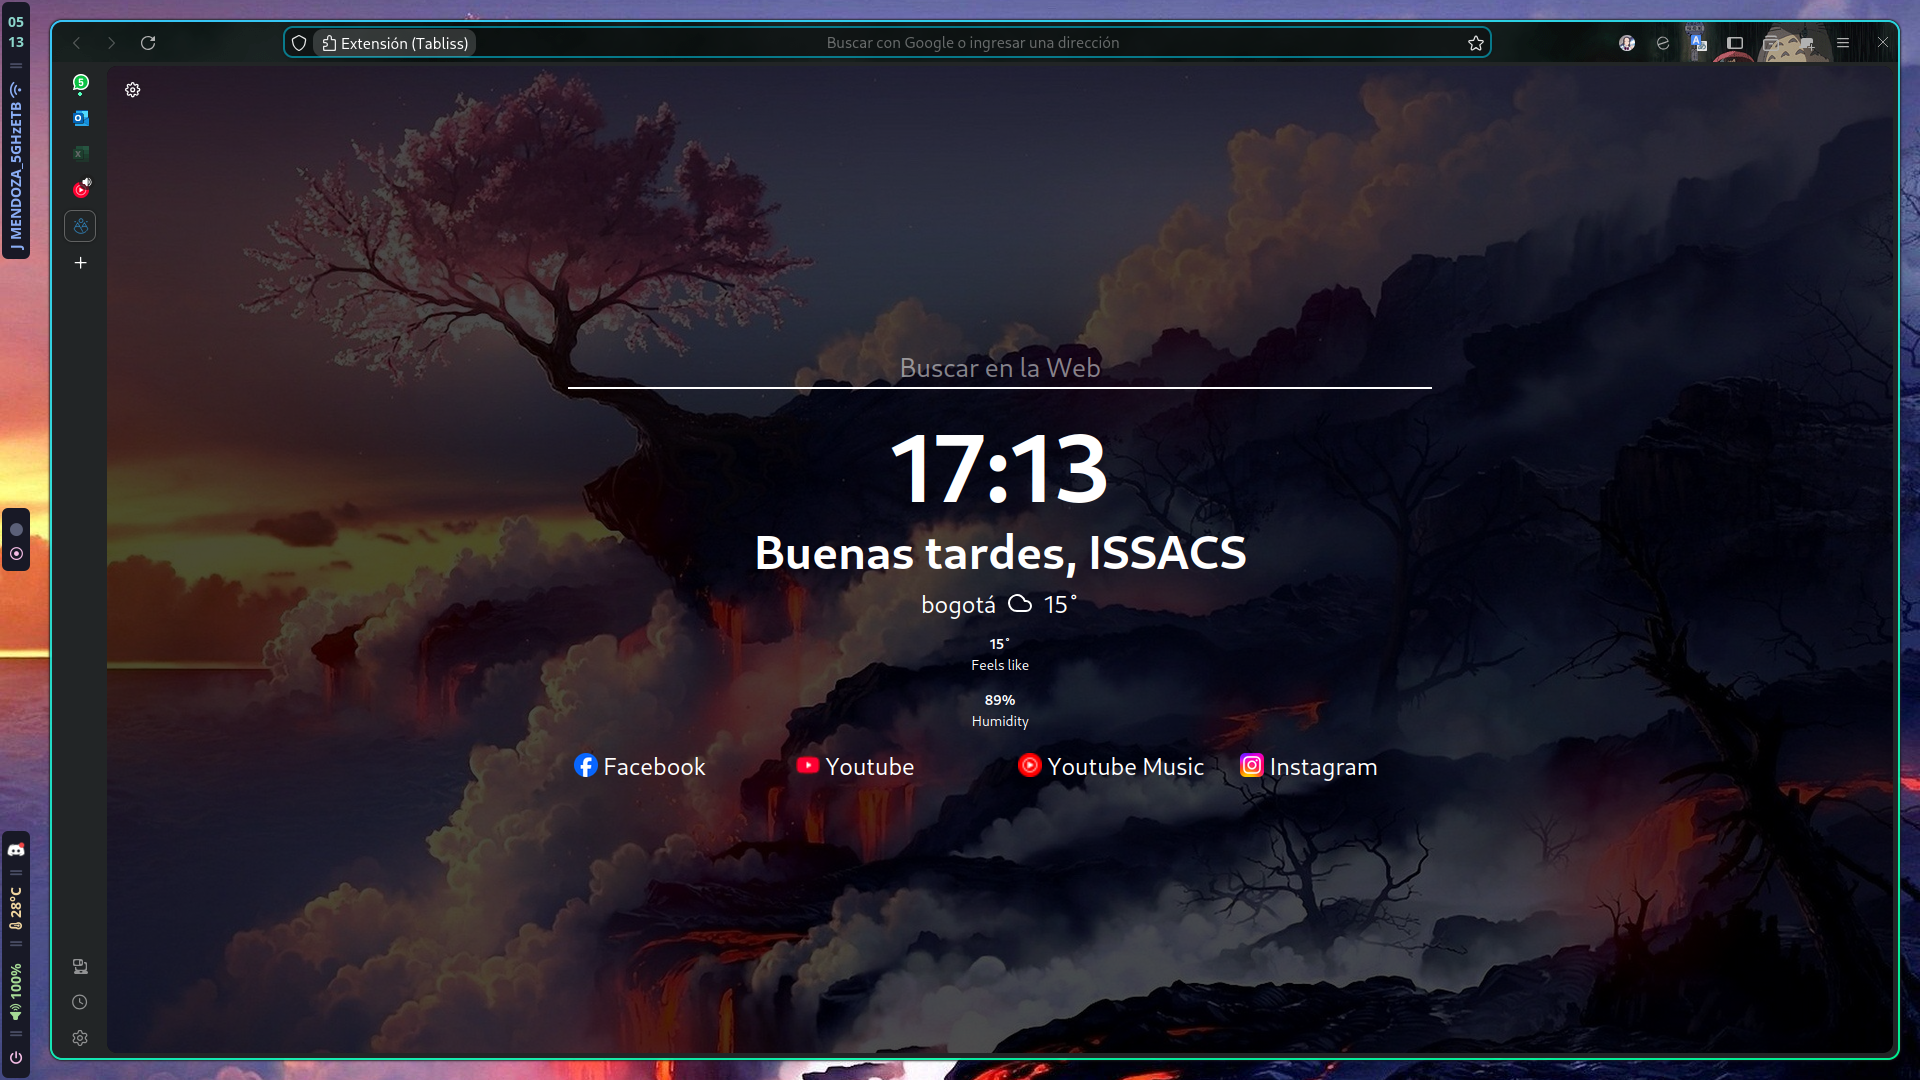 05
13
J MENDOZA_5GHzETB
28°C
100%
Extensión (Tabliss)
Buscar con Google o ingresar una dirección
5
Buscar en la Web
17:13
Buenas tardes, ISSACS
bogotá 15°
15°
Feels like
89%
Humidity
Facebook Youtube Youtube Music Instagram